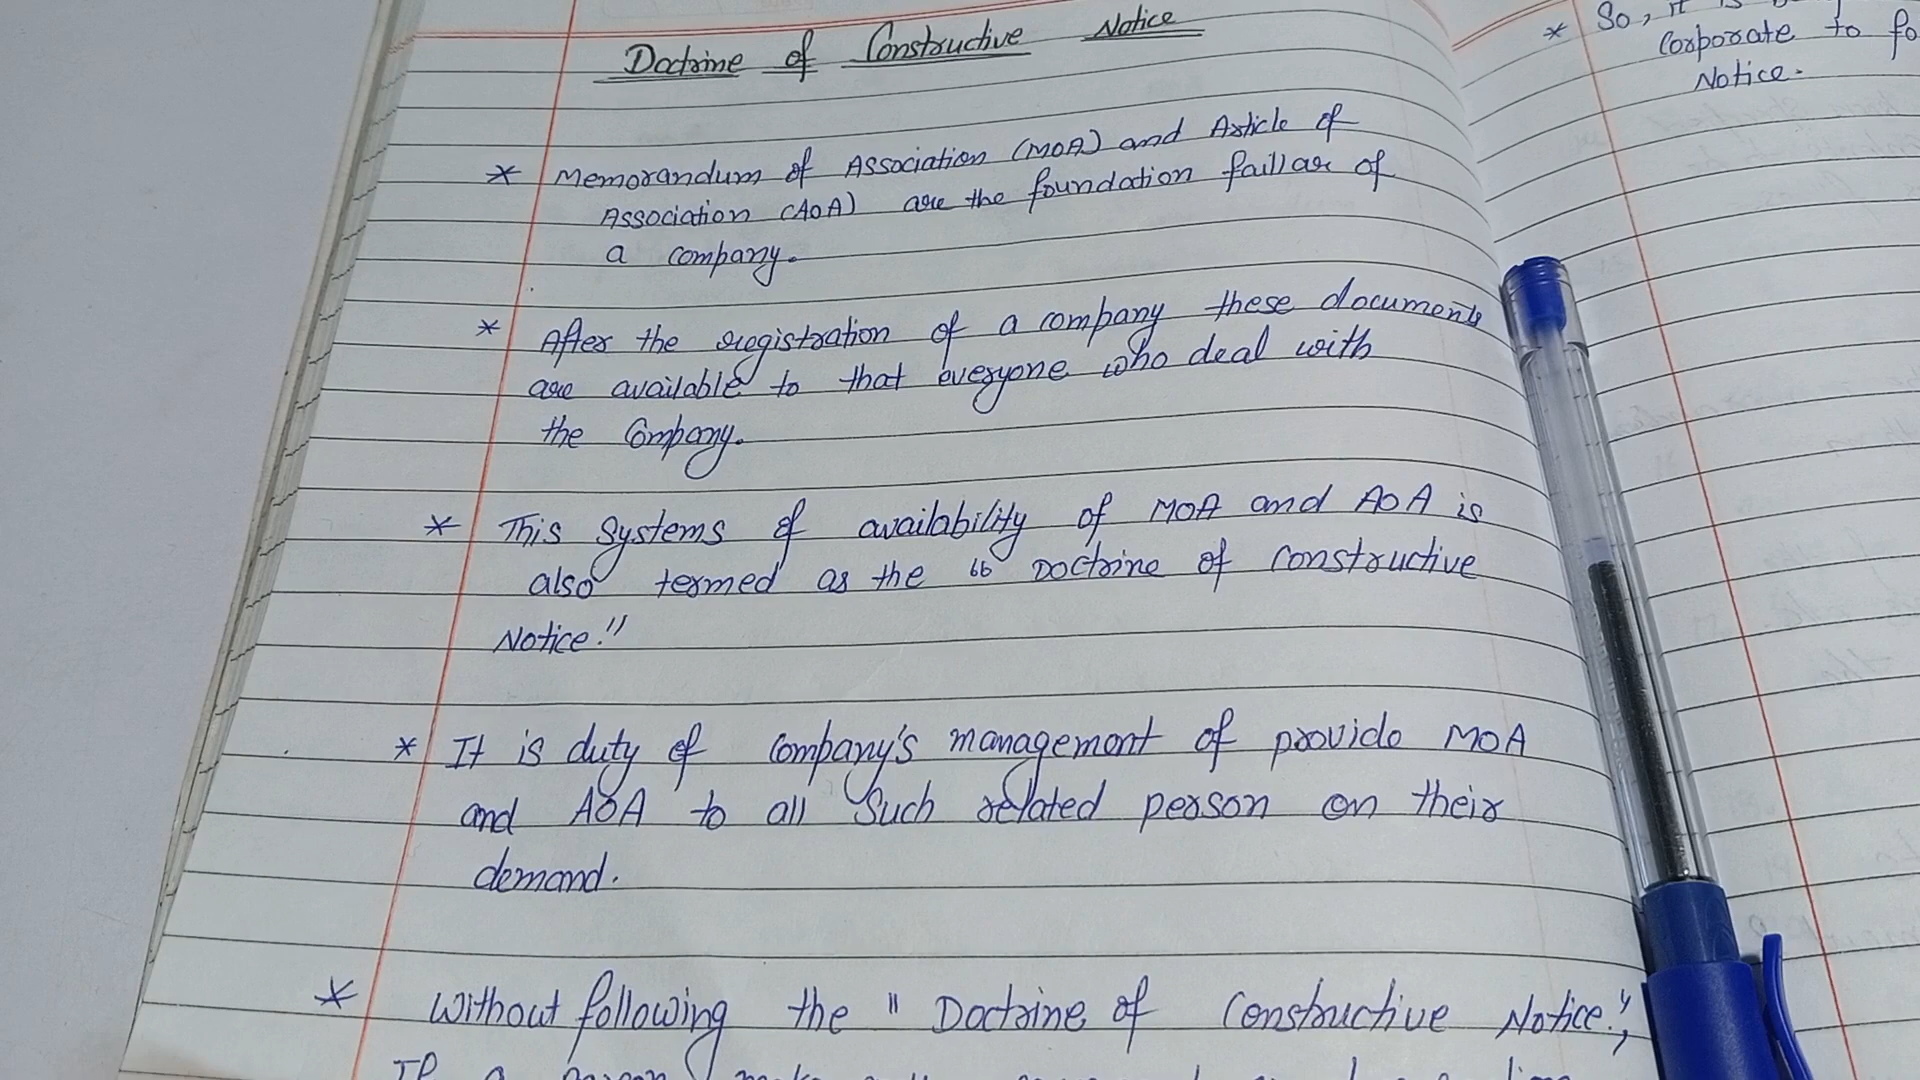 Doctrine of Constructive Notice
* Memorandum of Association (MOA) and Article of
Association (AOA) are the foundation faillar of
a company.
* After the registration of a company these documents
are available to that everyone who deal with
the Company.
* This Systems of availability of MOA and AOA is
also termed as the “ Doctrine of Constructive
Notice."
* It is duty of Company's management of provide MOA
and AOA to all Such related person on their
demand.
* Without following the " Doctrine of Constructive Notice.",
* So, it is
Corporate to fo
Notice.